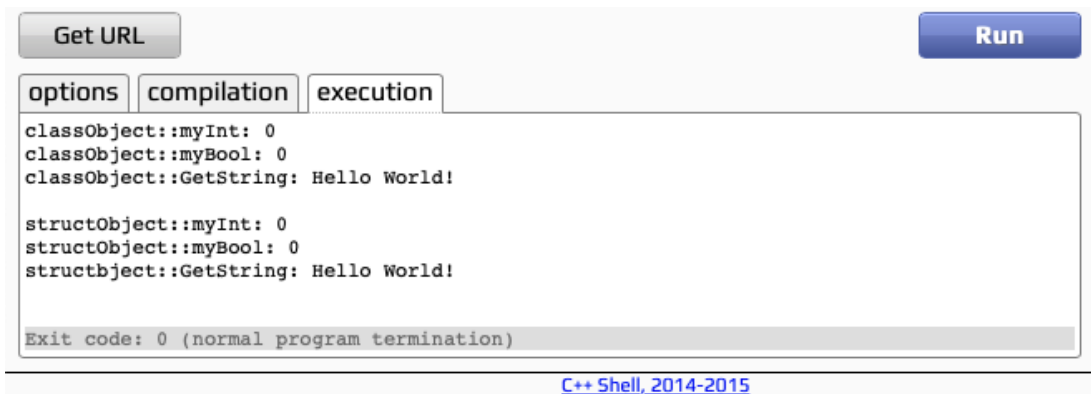 Get URL
Run
options compilation execution
classObject::myInt: 0
classObject::myBool: 0
classObject::GetString: Hello World!
structObject::myInt: 0
structObject::myBool: 0
structbject::GetString: Hello World!
Exit code: 0 (normal program termination)
C++ Shell, 2014-2015